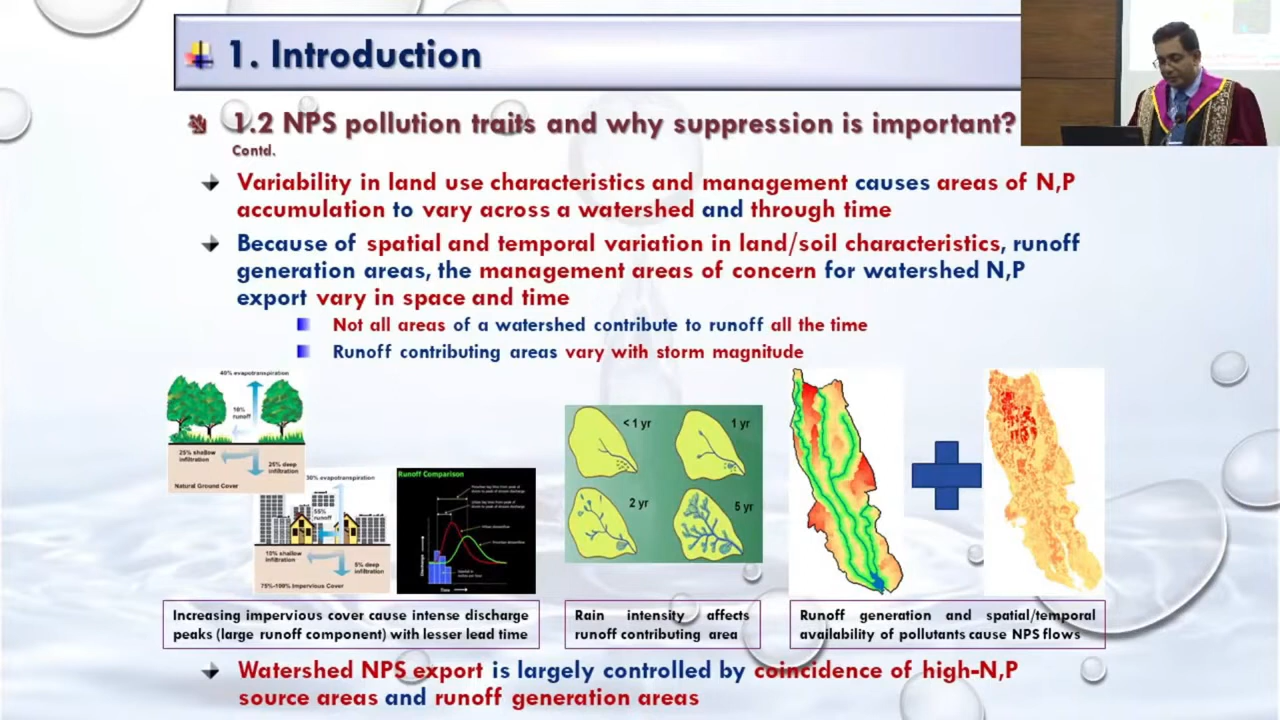 1. Introduction
1.2 NPS pollution traits and why suppression is important?
Contd.
Variability in land use characteristics and management causes areas of N,P
accumulation to vary across a watershed and through time
Because of spatial and temporal variation in land/soil characteristics, runoff
generation areas, the management areas of concern for watershed N,P
export vary in space and time
Not all areas of a watershed contribute to runoff all the time
Runoff contributing areas vary with storm magnitude
40% evapotranspiration
10%
runoff
25% shallow
infiltration
25% deep
infiltration
Natural Ground Cover
30% evapotranspiration
55%
runoff
10% shallow
infiltration
5% deep
infiltration
75%-100% Impervious Cover
Runoff Comparison
Time
< 1 yr
1 yr
2 yr
5 yr
Increasing impervious cover cause intense discharge
peaks (large runoff component) with lesser lead time
Rain intensity affects
runoff contributing area
Runoff generation and spatial/temporal
availability of pollutants cause NPS flows
Watershed NPS export is largely controlled by coincidence of high-N,P
source areas and runoff generation areas